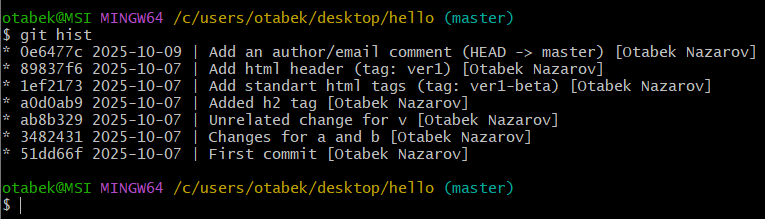 otabek@MSI MINGW64 /c/users/otabek/desktop/hello (master)
$ git hist
* 0e6477c 2025-10-09 | Add an author/email comment (HEAD -> master) [Otabek Nazarov]
* 89837f6 2025-10-07 | Add html header (tag: ver1) [Otabek Nazarov]
* 1ef2173 2025-10-07 | Add standart html tags (tag: ver1-beta) [Otabek Nazarov]
* a0d0ab9 2025-10-07 | Added h2 tag [Otabek Nazarov]
* ab8b329 2025-10-07 | Unrelated change for v [Otabek Nazarov]
* 3482431 2025-10-07 | Changes for a and b [Otabek Nazarov]
* 51dd66f 2025-10-07 | First commit [Otabek Nazarov]
otabek@MSI MINGW64 /c/users/otabek/desktop/hello (master)
$